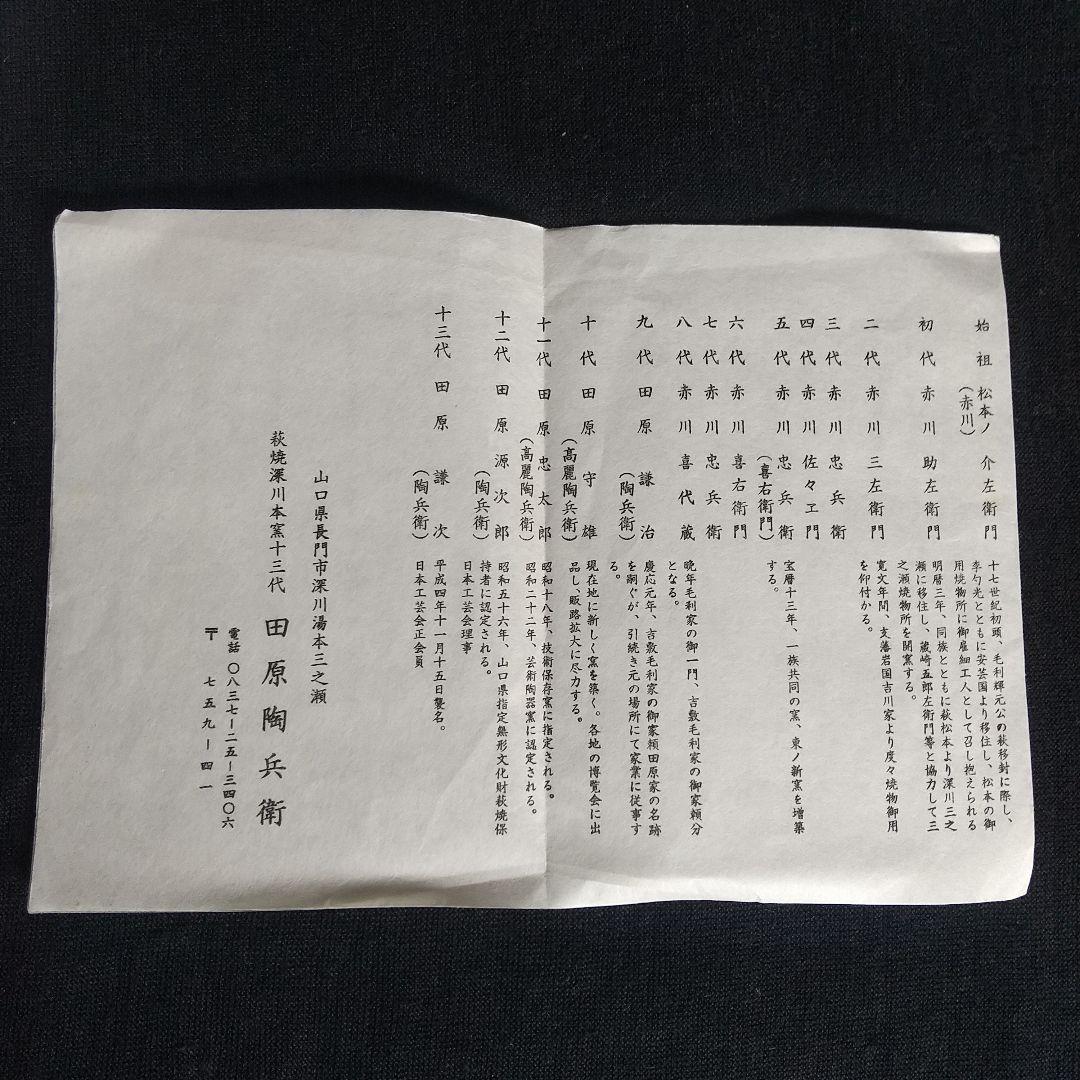 始祖 松本ノ 介左衛門
(赤川)
十七世紀初頭、毛利輝元公の萩移封に際し、
李勺光とともに安芸国より移住し、松本の御
用焼物所に御雇細工人として召し抱えられる
初代 赤川 助左衛門
明暦三年、同族とともに萩松本より深川三之
瀬に移住し、蔵崎五郎左衛門等と協力して三
之瀬焼物所を開窯する。
二代 赤川 三左衛門
寛文年間、支藩岩国吉川家より度々焼物御用
を仰付かる。
三代 赤川 忠兵衛
四代 赤川 佐々ヱ門
五代 赤川 忠兵衛
(喜右衛門)
宝暦十三年、一族共同の窯、東ノ新窯を増築
する。
六代 赤川 喜右衛門
七代 赤川 忠兵衛
八代 赤川 喜代蔵
晩年毛利家の御一門、吉敷毛利家の御家頼分
となる。
九代 田原 謙治
(陶兵衛)
慶応元年、吉敷毛利家の御家頼田原家の名跡
を嗣ぐが、引続き元の場所にて家業に従事す
る。
十代 田原 守雄
(高麗陶兵衛)
現在地に新しく窯を築く。各地の博覧会に出
品し、販路拡大に尽力する。
十一代 田原 忠太郎
(高麗陶兵衛)
昭和十八年、技術保存窯に指定される。
昭和二十二年、芸術陶器窯に認定される。
十二代 田原 源次郎
(陶兵衛)
昭和五十六年、山口県指定無形文化財萩焼保
持者に認定される。
日本工芸会理事
十三代 田原 謙次
(陶兵衛)
平成四年十一月十五日襲名。
日本工芸会正会員
山口県長門市深川湯本三之瀬
萩焼深川本窯十三代 田原陶兵衛
電話 〇八三七ー二五ー三四〇六
〒 七五九ー四一